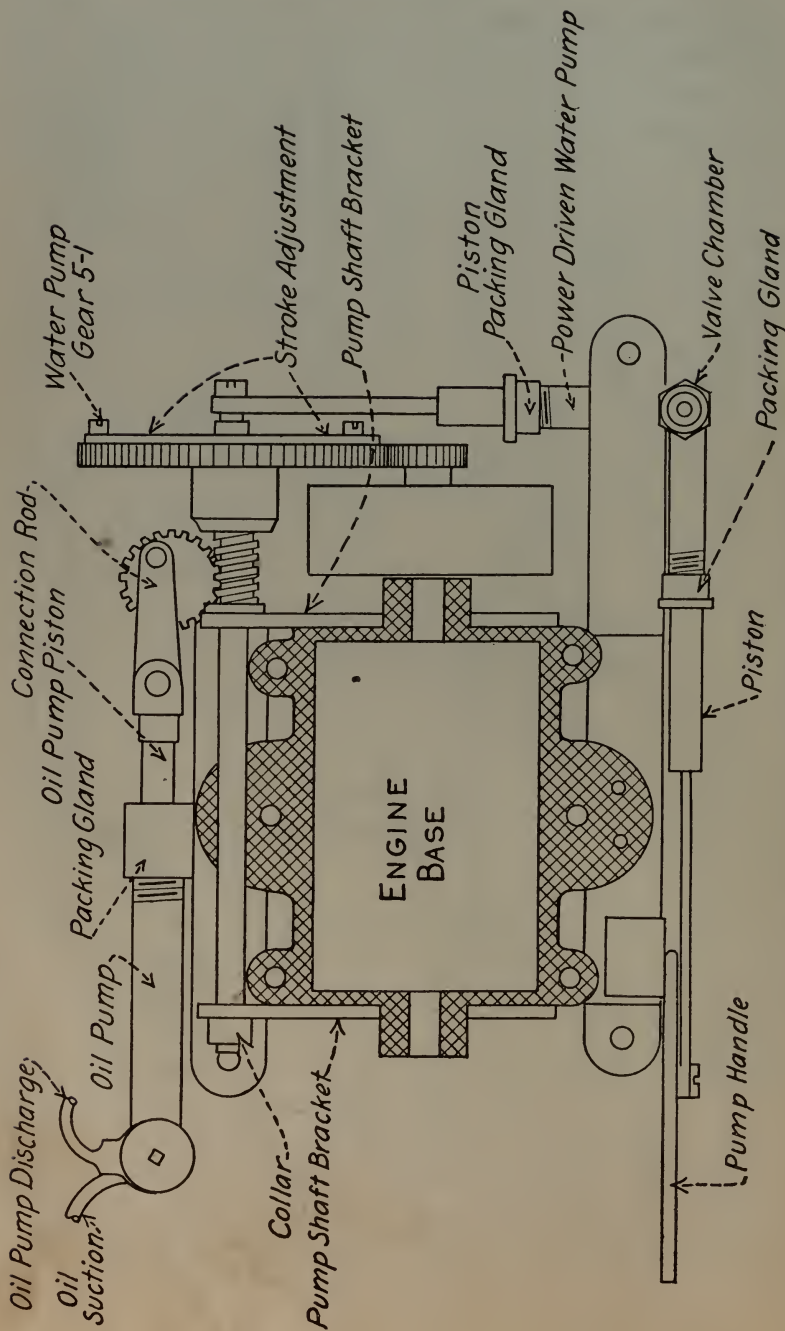 Oil Pump Discharge
Oil
Suction
Oil Pump
Packing Gland
Oil Pump Piston
Connection Rod
Water Pump
Gear 5-1
Stroke Adjustment
Pump Shaft Bracket
Piston
Packing Gland
Power Driven Water Pump
Collar
Pump Shaft Bracket
ENGINE
BASE
Pump Handle
Piston
Packing Gland
Valve Chamber